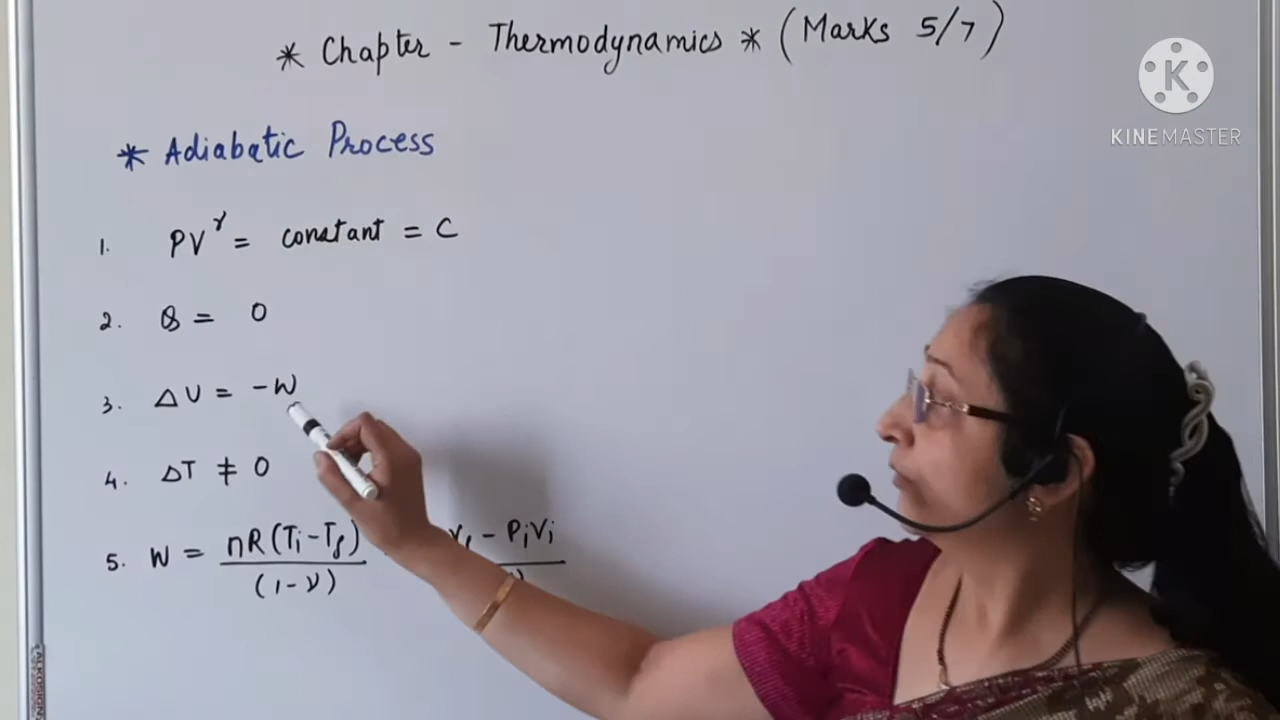 * Chapter - Thermodynamics * (Marks 5/7)
K
KINEMASTER
* Adiabatic Process
1. PV^γ = constant = C
2. Q = 0
3. ΔU = -W
4. ΔT ≠ 0
5. W = nR(Ti-Tf) / (1-γ) - PiVi